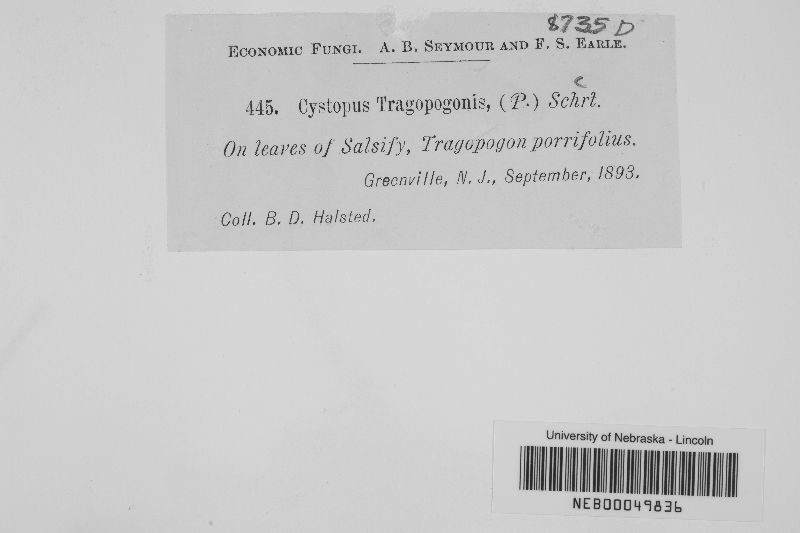 8735 D
ECONOMIC FUNGI. A. B. SEYMOUR AND F. S. EARLE.
c
445. Cystopus Tragopogonis, (P.) Schrt.
On leaves of Salsify, Tragopogon porrifolius.
Greenville, N. J., September, 1893.
Coll. B. D. Halsted.
University of Nebraska - Lincoln
NEB00049836